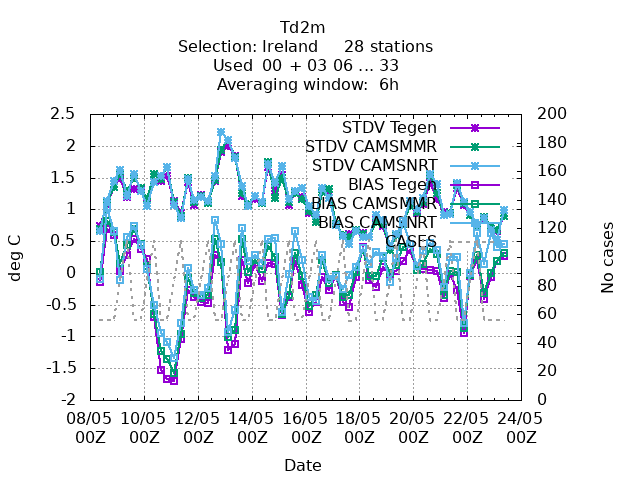 Td2m
Selection: Ireland 28 stations
Used 00 + 03 06 ... 33
Averaging window: 6h
2.5
2
1.5
1
0.5
0
-0.5
-1
-1.5
-2
deg C
200
180
160
140
120
100
80
60
40
20
0
No cases
STDV Tegen
STDV CAMSMMR
STDV CAMSNRT
BIAS Tegen
BIAS CAMSMMR
BIAS CAMSNRT
CASES
08/05 10/05 12/05 14/05 16/05 18/05 20/05 22/05 24/05
00Z 00Z 00Z 00Z 00Z 00Z 00Z 00Z 00Z
Date